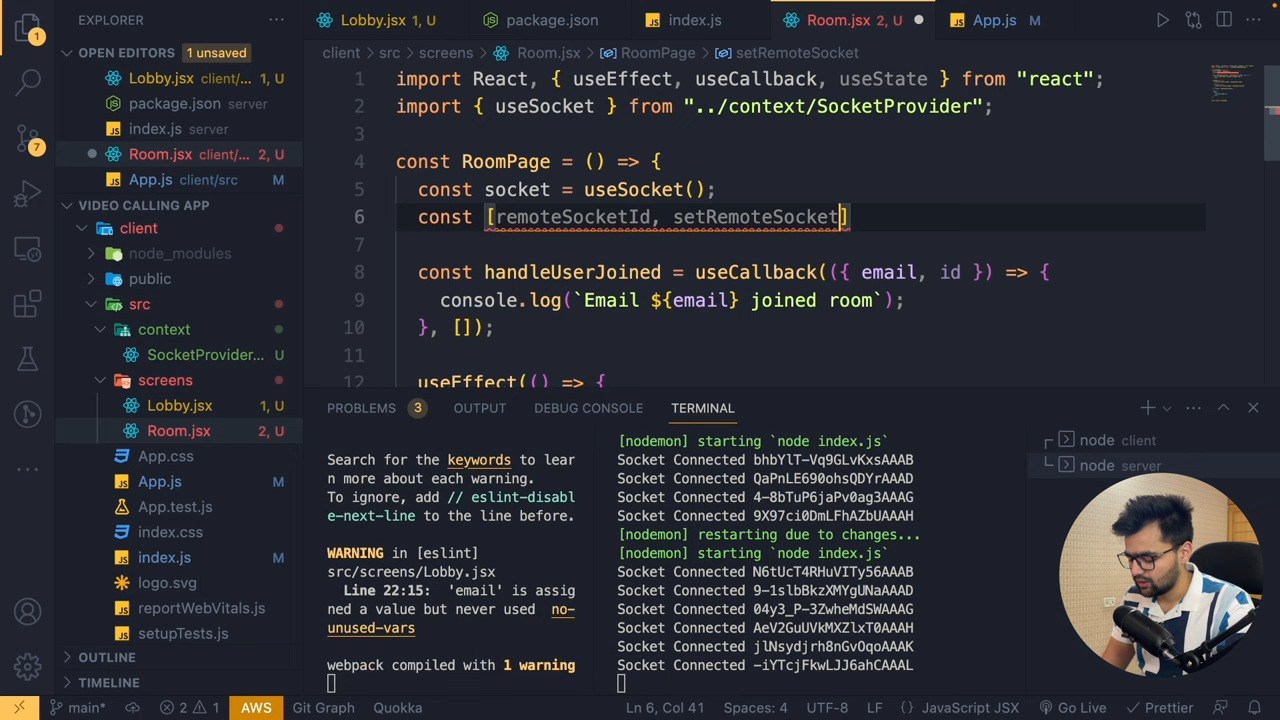 EXPLORER
OPEN EDITORS 1 unsaved
Lobby.jsx client/... 1, U
package.json server
index.js server
Room.jsx client/... 2, U
App.js client/src M
VIDEO CALLING APP
client
node_modules
public
src
context
SocketProvider... U
screens
Lobby.jsx 1, U
Room.jsx 2, U
App.css
App.js M
App.test.js
index.css
index.js M
logo.svg
reportWebVitals.js
setupTests.js
OUTLINE
TIMELINE
Lobby.jsx 1, U
package.json
index.js
Room.jsx 2, U
App.js M
client > src > screens > Room.jsx > RoomPage > setRemoteSocket
1 import React, { useEffect, useCallback, useState } from "react";
2 import { useSocket } from "../context/SocketProvider";
3
4 const RoomPage = () => {
5 const socket = useSocket();
6 const [remoteSocketId, setRemoteSocket]
7
8 const handleUserJoined = useCallback(({ email, id }) => {
9 console.log(`Email ${email} joined room`);
10 }, []);
11
12 useEffect(() => {
PROBLEMS 3 OUTPUT DEBUG CONSOLE TERMINAL
Search for the keywords to lear
n more about each warning.
To ignore, add // eslint-disabl
e-next-line to the line before.
WARNING in [eslint]
src/screens/Lobby.jsx
Line 22:15: 'email' is assig
ned a value but never used no-
unused-vars
webpack compiled with 1 warning
[nodemon] starting `node index.js`
Socket Connected bhbYlT-Vq9GLvKxsAAAB
Socket Connected QaPnLE690ohsQDYrAAAD
Socket Connected 4-8bTuP6jaPv0ag3AAAG
Socket Connected 9X97ci0DmLFhAZbUAAAH
[nodemon] restarting due to changes...
[nodemon] starting `node index.js`
Socket Connected N6tUcT4RHuVITy56AAAB
Socket Connected 9-1slbBkzXMYgUNaAAAD
Socket Connected 04y3_P-3ZwheMdSWAAAG
Socket Connected AeV2GuUVkMXZlxT0AAAH
Socket Connected jlNsydjrh8nGvOqoAAAK
Socket Connected -iYTcjFkwLJJ6ahCAAAL
node client
node server
main* 2 1 AWS Git Graph Quokka Ln 6, Col 41 Spaces: 4 UTF-8 LF {} JavaScript JSX Go Live Prettier